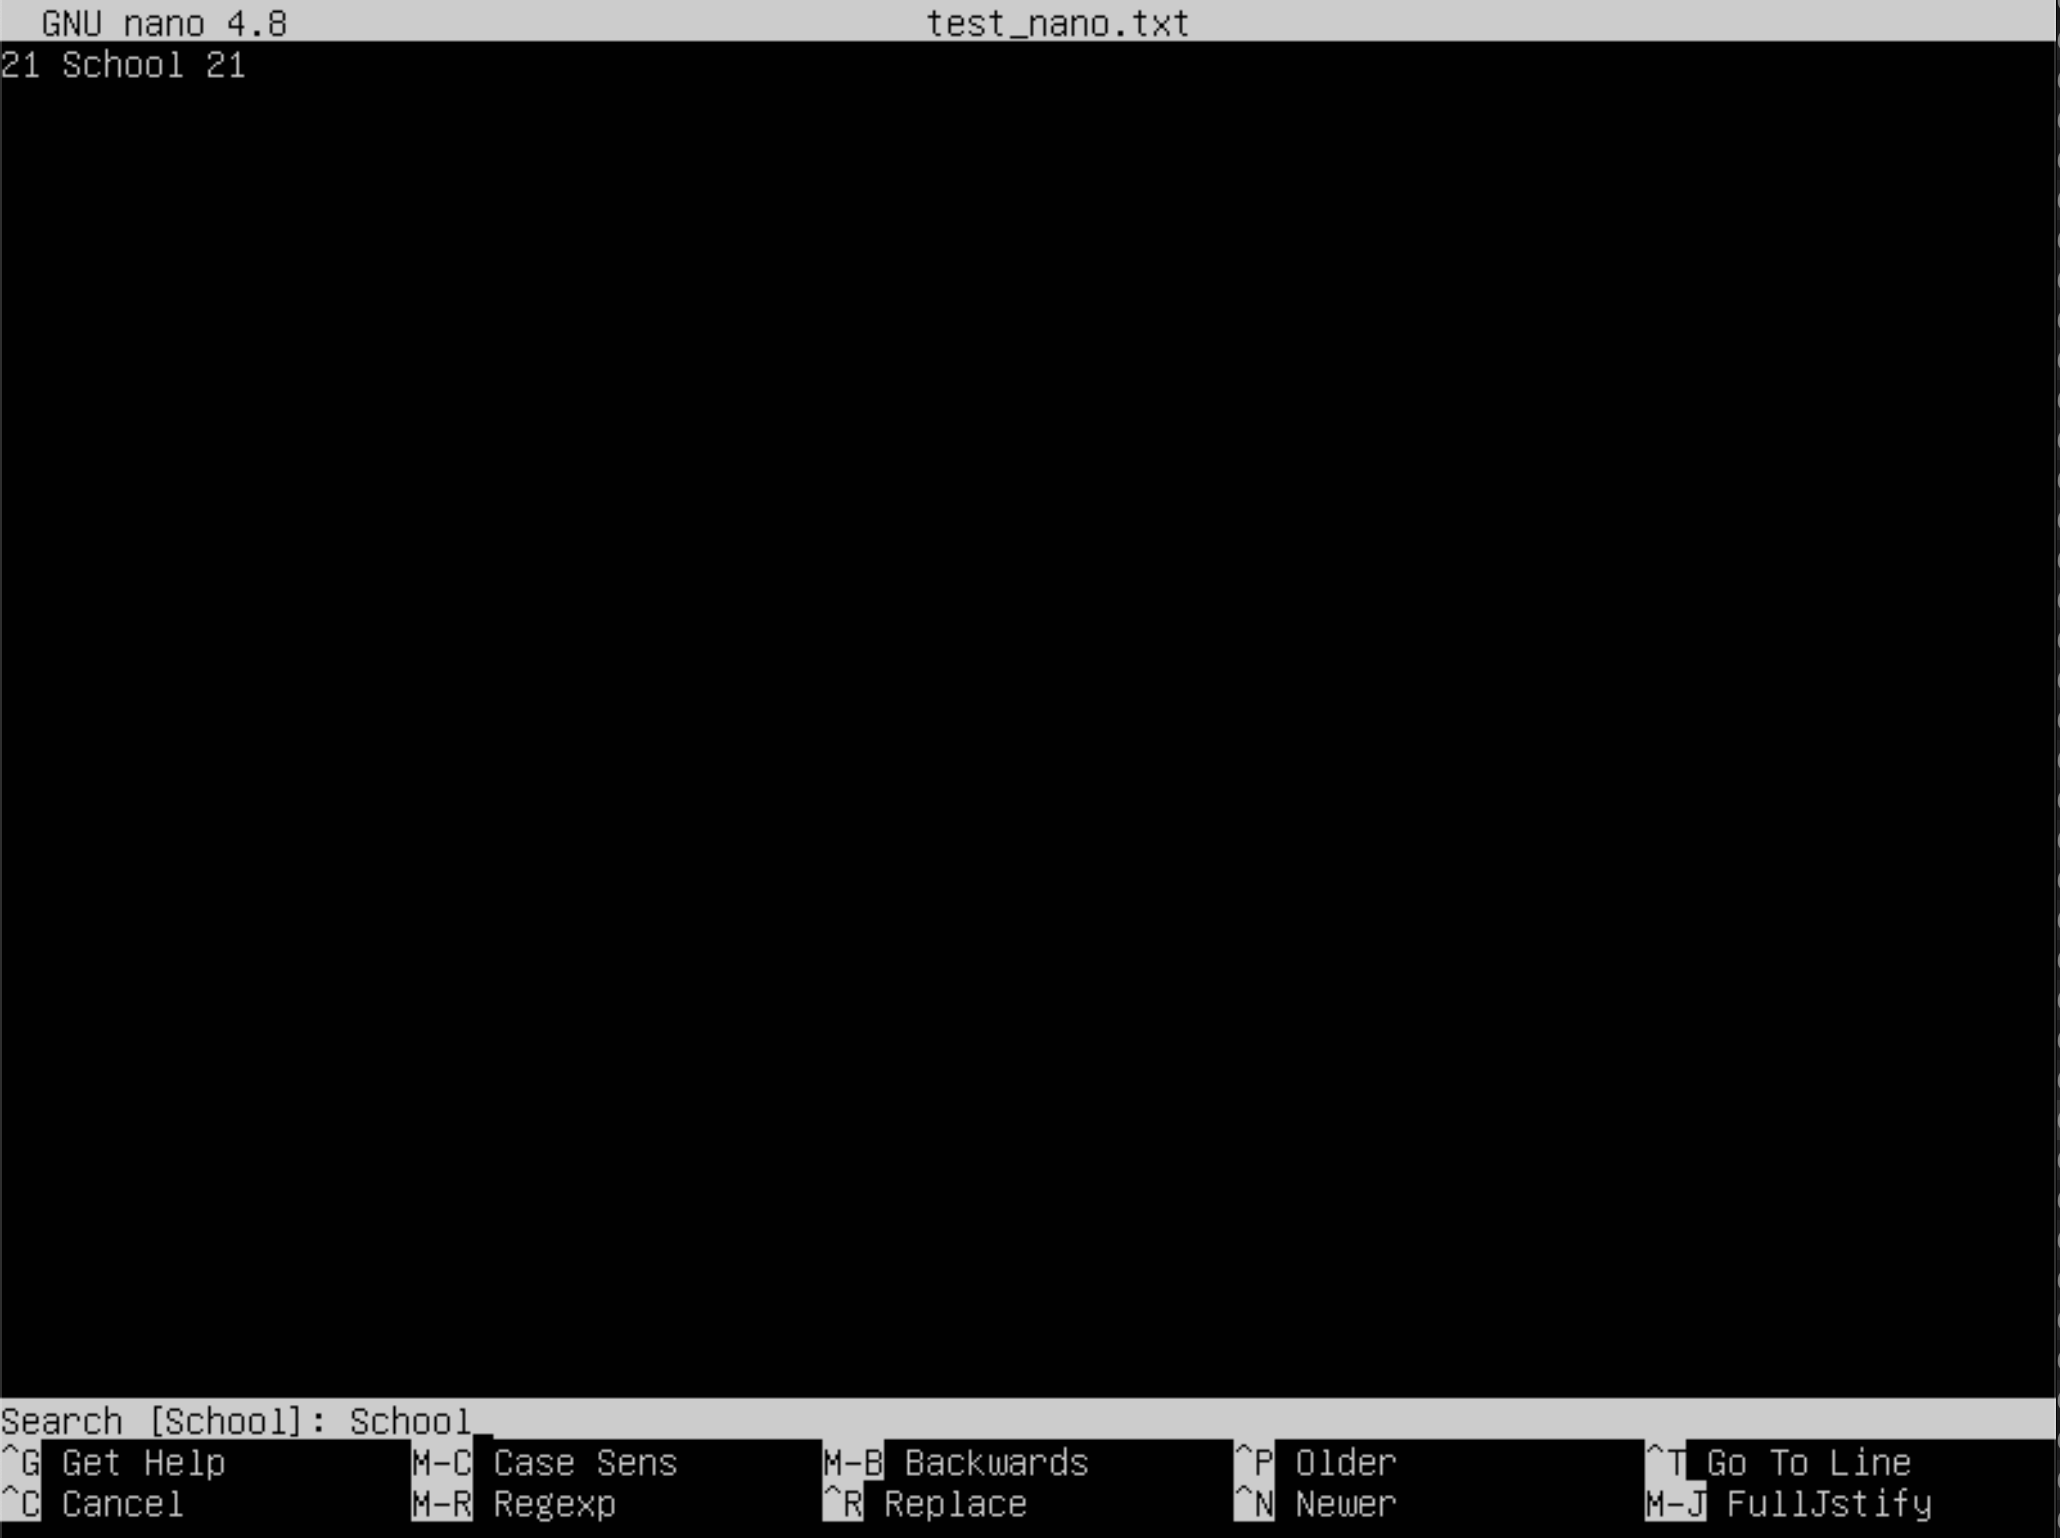 GNU nano 4.8 test_nano.txt
21 School 21
Search [School]: School_
^G Get Help M-C Case Sens M-B Backwards ^P Older ^T Go To Line
^C Cancel M-R Regexp ^R Replace ^N Newer M-J FullJstify